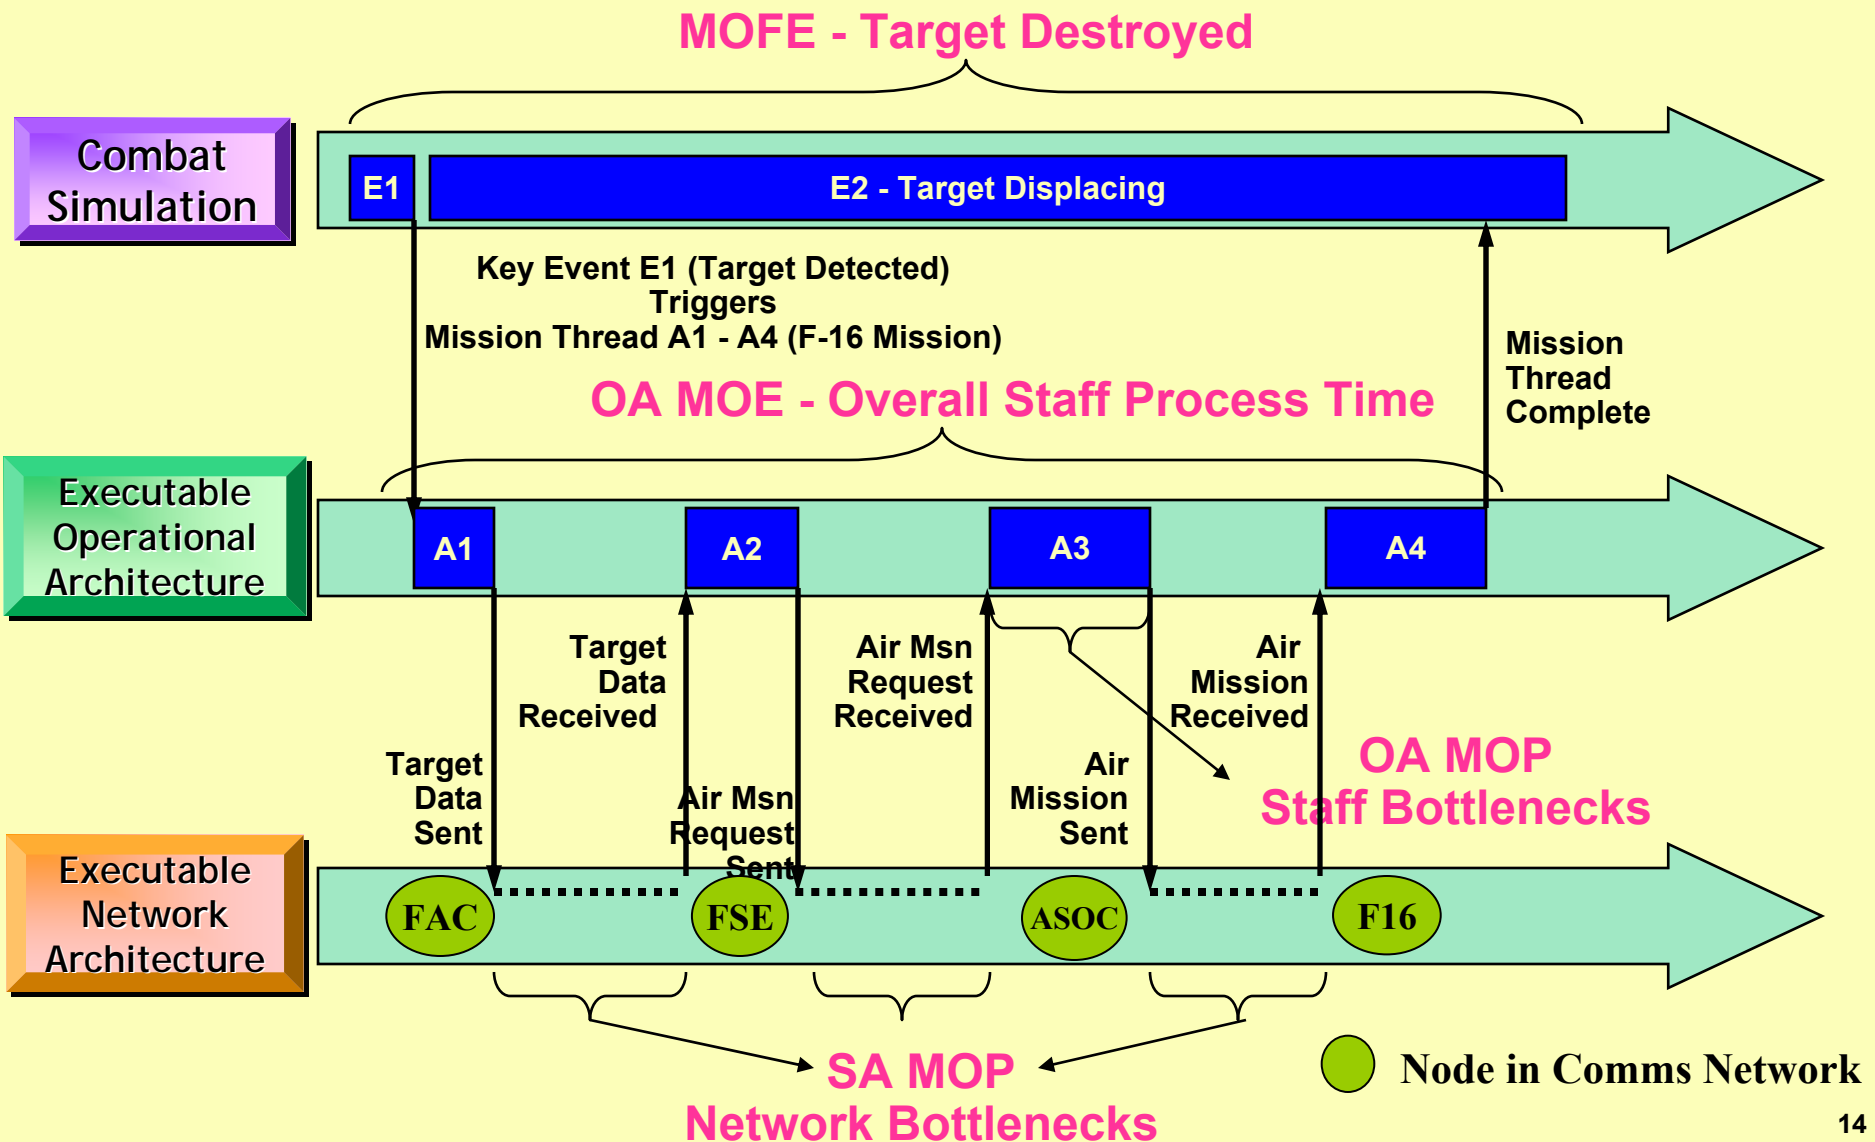 MOFE - Target Destroyed
Combat
Simulation
E1
E2 - Target Displacing
Key Event E1 (Target Detected)
Triggers
Mission Thread A1 - A4 (F-16 Mission)
Mission
Thread
Complete
OA MOE - Overall Staff Process Time
Executable
Operational
Architecture
A1
A2
A3
A4
Target
Data
Received
Air Msn
Request
Received
Air
Mission
Received
Target
Data
Sent
Air Msn
Request
Sent
Air
Mission
Sent
OA MOP
Staff Bottlenecks
Executable
Network
Architecture
FAC
FSE
ASOC
F16
SA MOP
Network Bottlenecks
Node in Comms Network
14